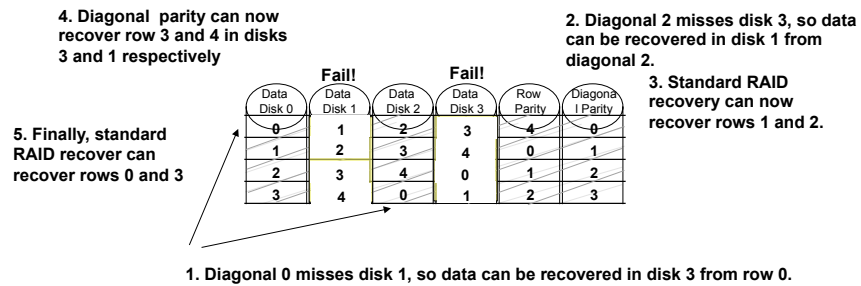 4. Diagonal parity can now
recover row 3 and 4 in disks
3 and 1 respectively
2. Diagonal 2 misses disk 3, so data
can be recovered in disk 1 from
diagonal 2.
3. Standard RAID
recovery can now
recover rows 1 and 2.
5. Finally, standard
RAID recover can
recover rows 0 and 3
Fail! Fail!
Data Data Data Data Row Diagona
Disk 0 Disk 1 Disk 2 Disk 3 Parity l Parity
0 1 2 3 4 0
1 2 3 4 0 1
2 3 4 0 1 2
3 4 0 1 2 3
1. Diagonal 0 misses disk 1, so data can be recovered in disk 3 from row 0.